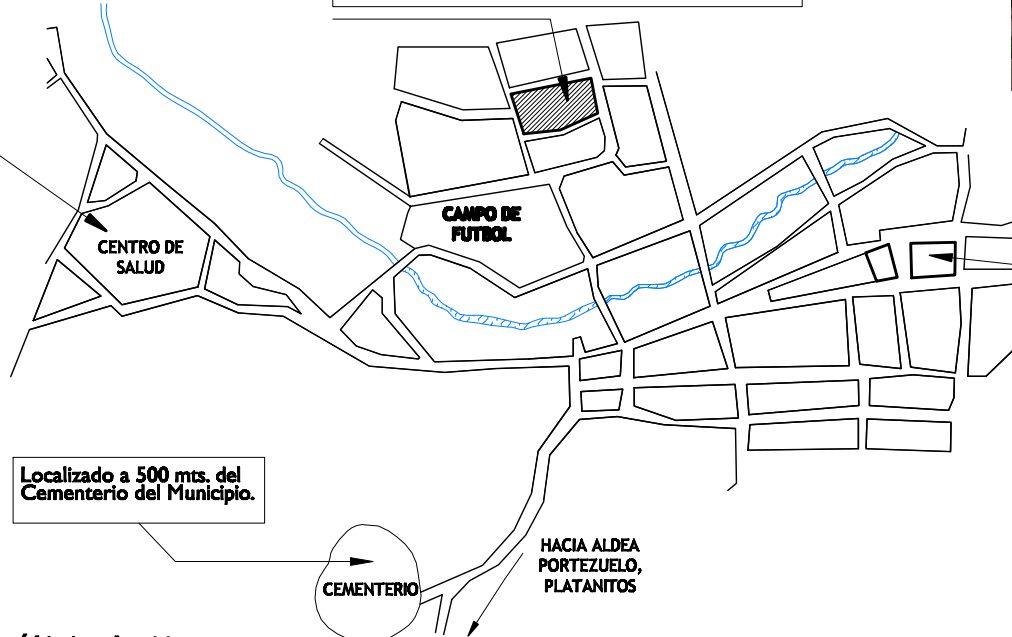 CAMPO DE
FUTBOL
CENTRO DE
SALUD
Localizado a 500 mts. del
Cementerio del Municipio.
HACIA ALDEA
PORTEZUELO,
PLATANITOS
CEMENTERIO